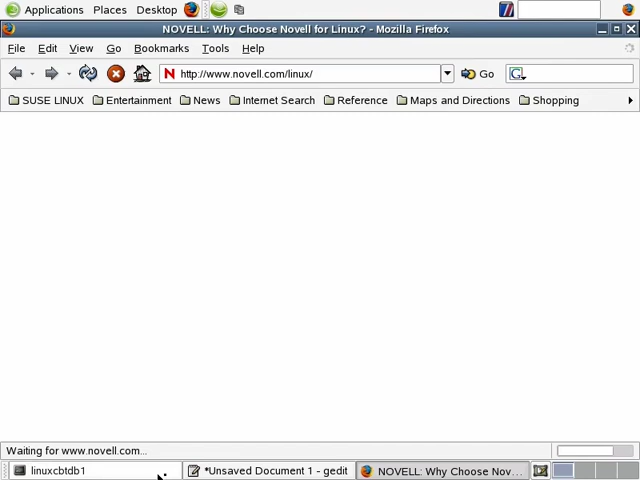 Applications Places Desktop
NOVELL: Why Choose Novell for Linux? - Mozilla Firefox
File Edit View Go Bookmarks Tools Help
http://www.novell.com/linux/ Go
SUSE LINUX Entertainment News Internet Search Reference Maps and Directions Shopping
Waiting for www.novell.com...
linuxcbtdb1 *Unsaved Document 1 - gedit NOVELL: Why Choose Nov...